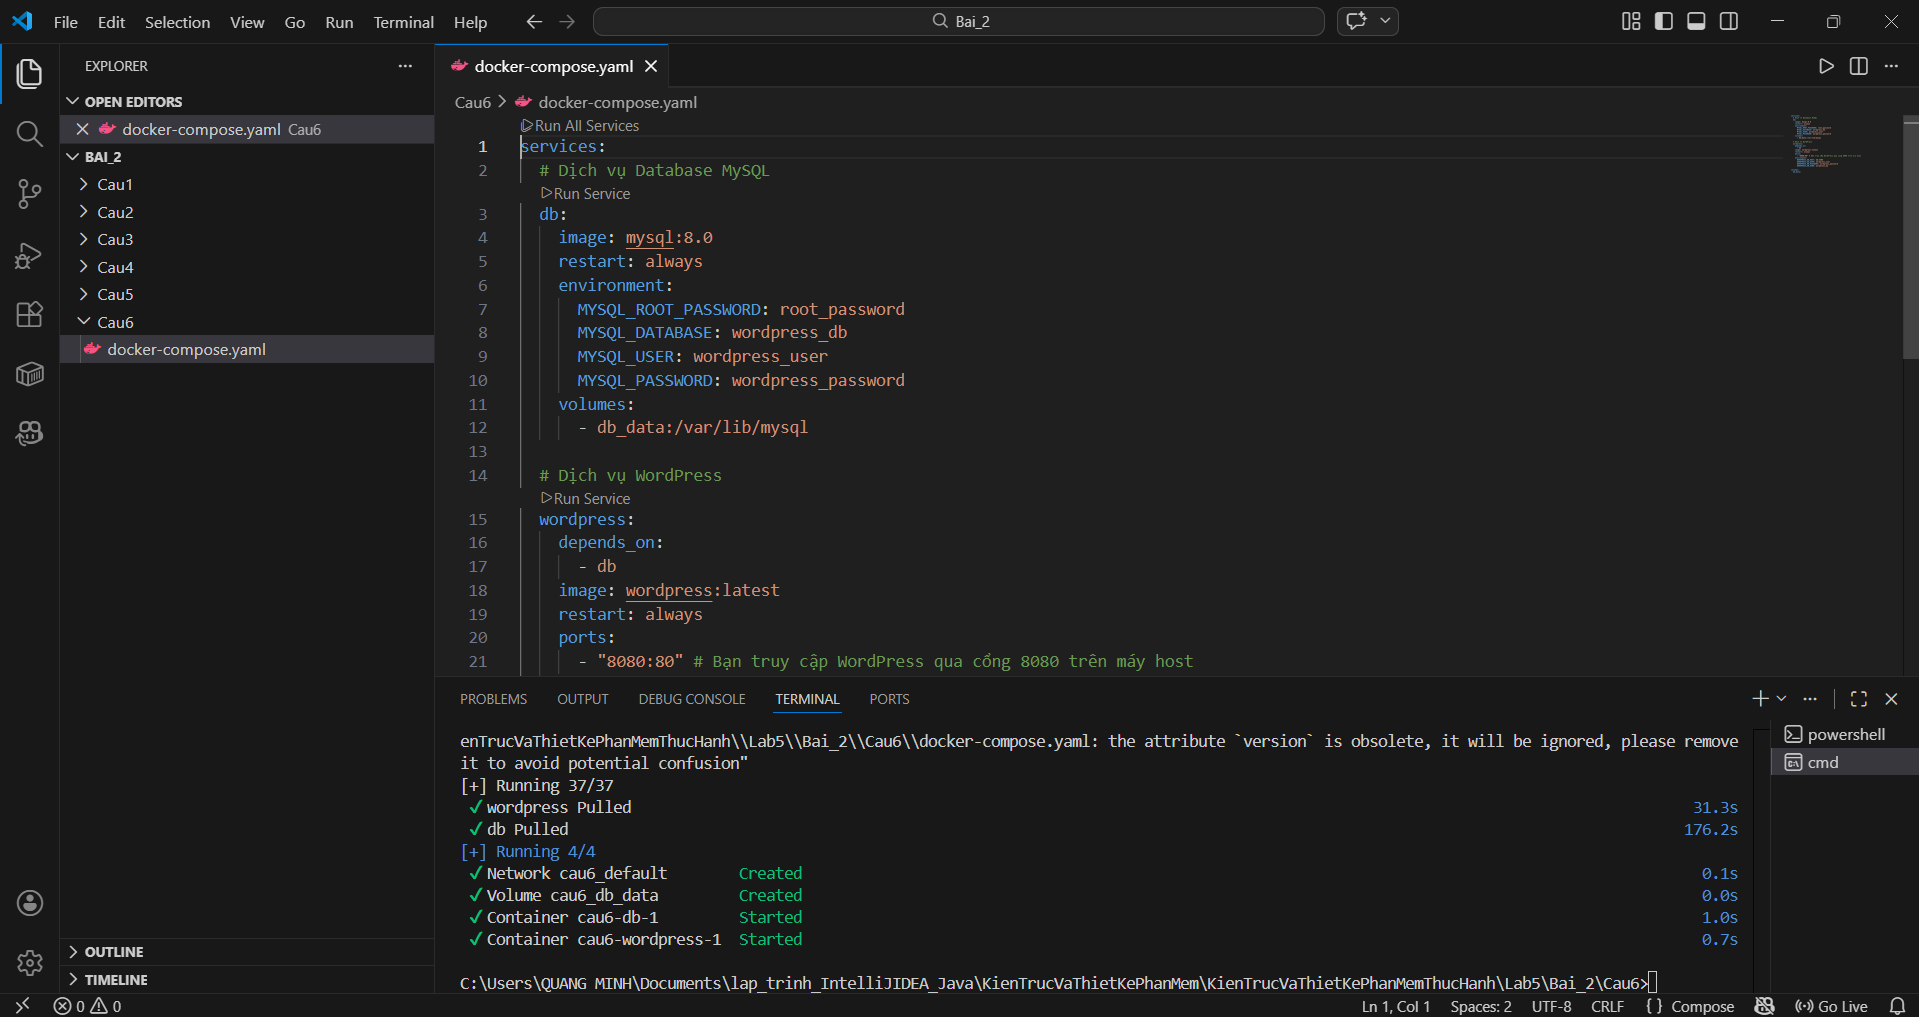 File Edit Selection View Go Run Terminal Help
Bai_2
EXPLORER
OPEN EDITORS
docker-compose.yaml Cau6
BAI_2
Cau1
Cau2
Cau3
Cau4
Cau5
Cau6
docker-compose.yaml
OUTLINE
TIMELINE
docker-compose.yaml
Cau6 > docker-compose.yaml
Run All Services
1 services:
2 # Dịch vụ Database MySQL
Run Service
3 db:
4 image: mysql:8.0
5 restart: always
6 environment:
7 MYSQL_ROOT_PASSWORD: root_password
8 MYSQL_DATABASE: wordpress_db
9 MYSQL_USER: wordpress_user
10 MYSQL_PASSWORD: wordpress_password
11 volumes:
12 - db_data:/var/lib/mysql
13
14 # Dịch vụ WordPress
Run Service
15 wordpress:
16 depends_on:
17 - db
18 image: wordpress:latest
19 restart: always
20 ports:
21 - "8080:80" # Bạn truy cập WordPress qua cổng 8080 trên máy host
PROBLEMS OUTPUT DEBUG CONSOLE TERMINAL PORTS
enTrucVaThietKePhanMemThucHanh\\Lab5\\Bai_2\\Cau6\\docker-compose.yaml: the attribute `version` is obsolete, it will be ignored, please remove
it to avoid potential confusion"
[+] Running 37/37
✓ wordpress Pulled 31.3s
✓ db Pulled 176.2s
[+] Running 4/4
✓ Network cau6_default Created 0.1s
✓ Volume cau6_db_data Created 0.0s
✓ Container cau6-db-1 Started 1.0s
✓ Container cau6-wordpress-1 Started 0.7s
C:\Users\QUANG MINH\Documents\lap_trinh_IntelliJIDEA_Java\KienTrucVaThietKePhanMem\KienTrucVaThietKePhanMemThucHanh\Lab5\Bai_2\Cau6>
powershell
cmd
0 0
Ln 1, Col 1 Spaces: 2 UTF-8 CRLF { } Compose Go Live